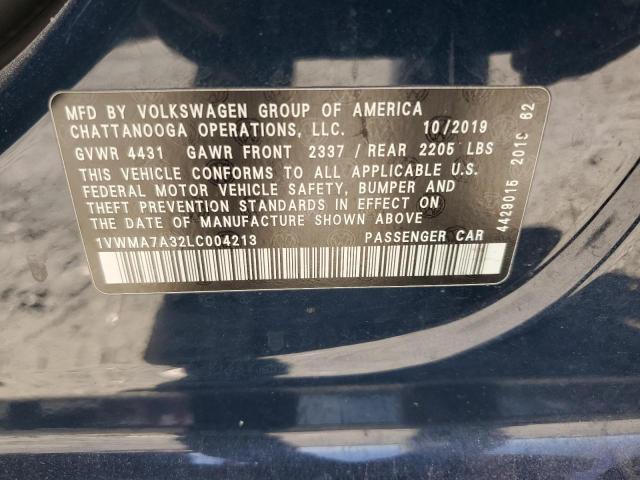 MFD BY VOLKSWAGEN GROUP OF AMERICA
CHATTANOOGA OPERATIONS, LLC. 10/2019
GVWR 4431 GAWR FRONT 2337 / REAR 2205 LBS
THIS VEHICLE CONFORMS TO ALL APPLICABLE U.S.
FEDERAL MOTOR VEHICLE SAFETY, BUMPER AND
THEFT PREVENTION STANDARDS IN EFFECT ON
THE DATE OF MANUFACTURE SHOWN ABOVE
1VWMA7A32LC004213 PASSENGER CAR
4429016 201C 62